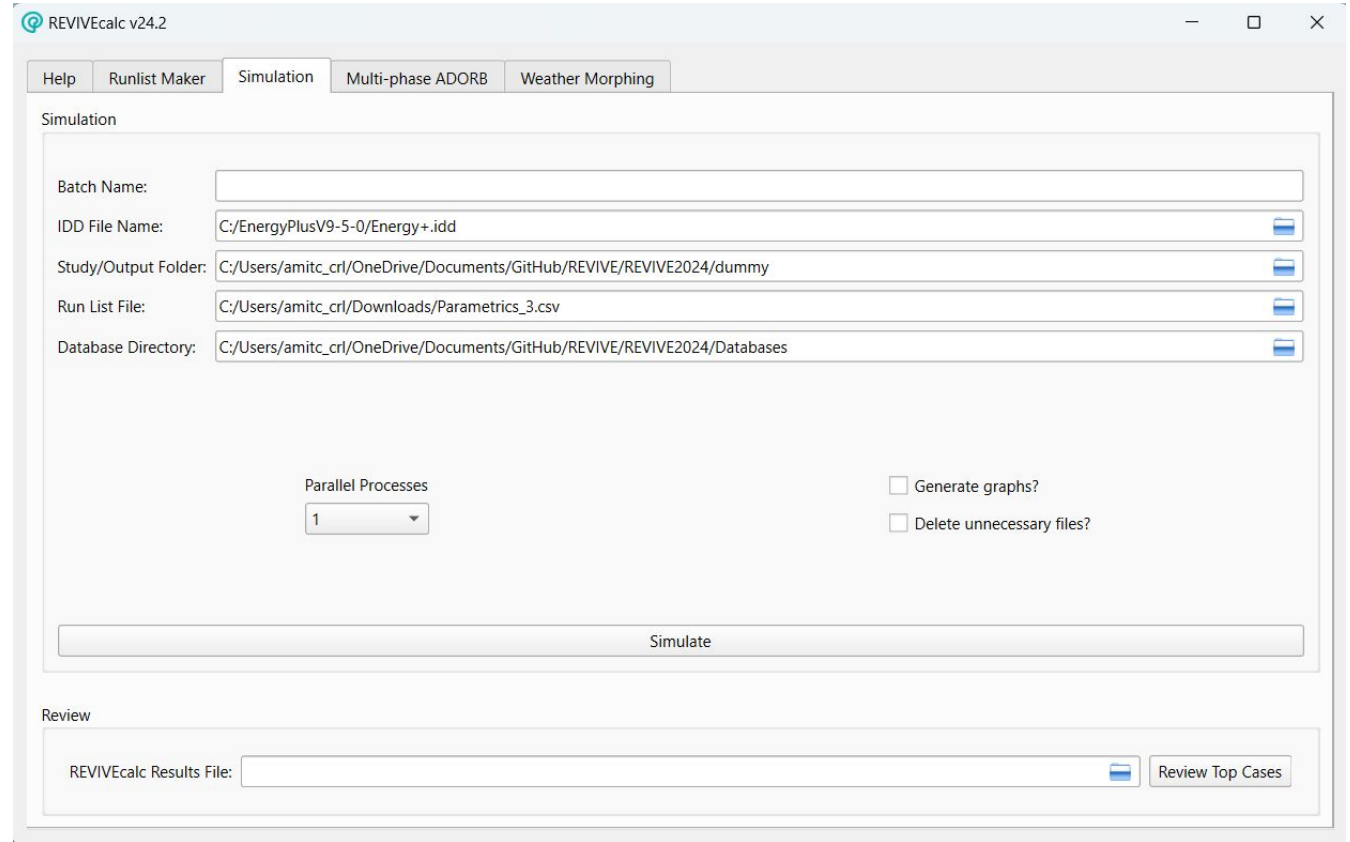 REVIVEcalc v24.2
Help Runlist Maker Simulation Multi-phase ADORB Weather Morphing
Simulation
Batch Name:
IDD File Name: C:/EnergyPlusV9-5-0/Energy+.idd
Study/Output Folder: C:/Users/amitc_crl/OneDrive/Documents/GitHub/REVIVE/REVIVE2024/dummy
Run List File: C:/Users/amitc_crl/Downloads/Parametrics_3.csv
Database Directory: C:/Users/amitc_crl/OneDrive/Documents/GitHub/REVIVE/REVIVE2024/Databases
Parallel Processes Generate graphs?
1 Delete unnecessary files?
Simulate
Review
REVIVEcalc Results File: Review Top Cases